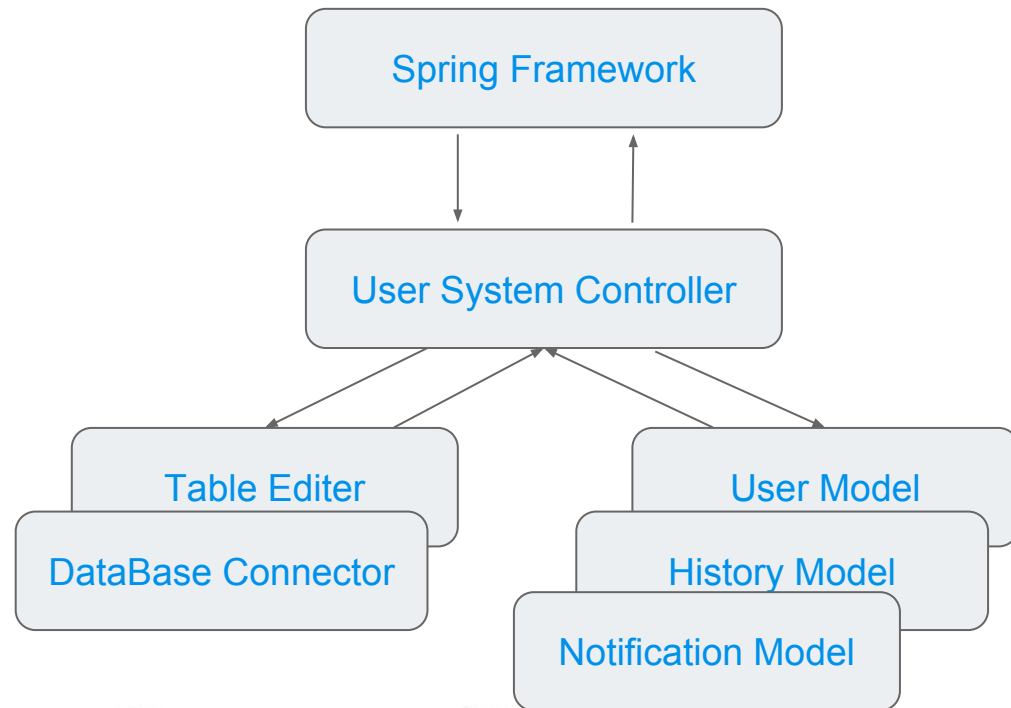 Spring Framework
User System Controller
Table Editer
User Model
DataBase Connector
History Model
Notification Model